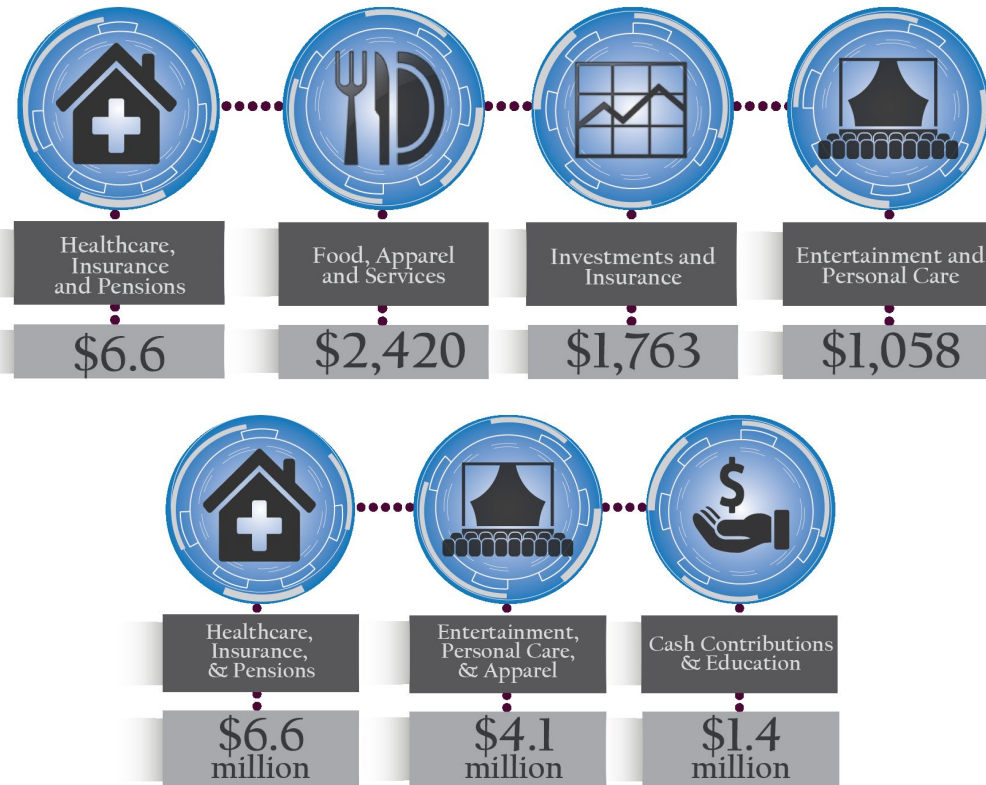 Healthcare,
Insurance
and Pensions
$6.6
Food, Apparel
and Services
$2,420
Investments and
Insurance
$1,763
Entertainment and
Personal Care
$1,058
Healthcare,
Insurance,
& Pensions
$6.6
million
Entertainment,
Personal Care,
& Apparel
$4.1
million
Cash Contributions
& Education
$1.4
million